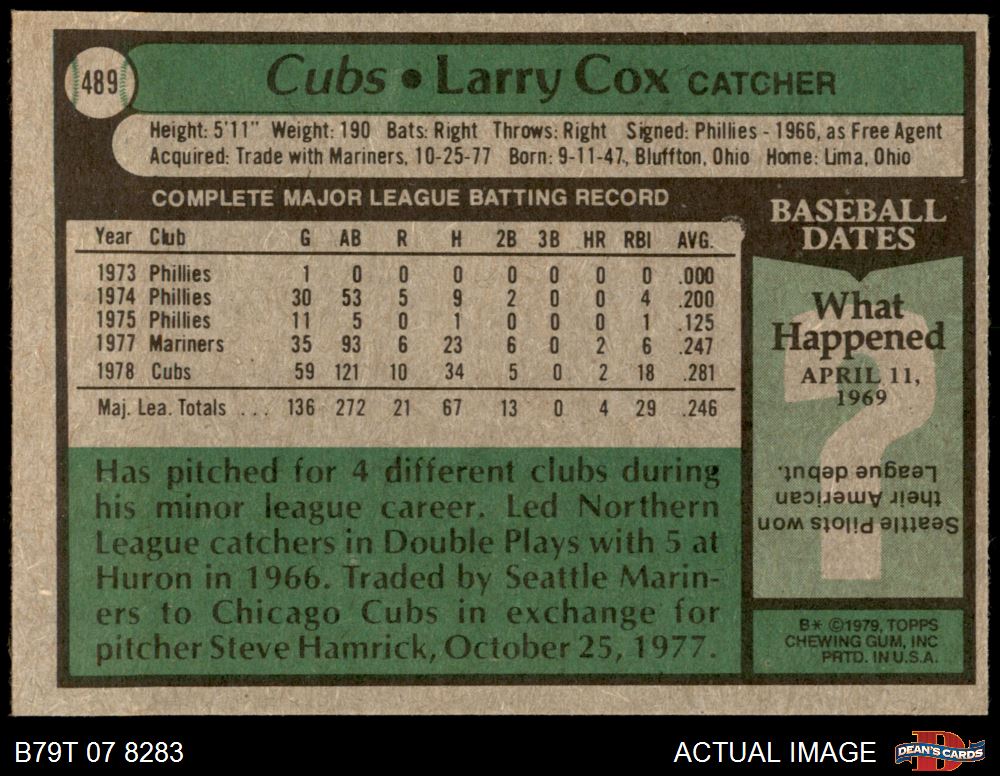 489
Cubs • Larry Cox CATCHER
Height: 5'11" Weight: 190 Bats: Right Throws: Right Signed: Phillies - 1966, as Free Agent
Acquired: Trade with Mariners, 10-25-77 Born: 9-11-47, Bluffton, Ohio Home: Lima, Ohio
COMPLETE MAJOR LEAGUE BATTING RECORD
Year Club G AB R H 2B 3B HR RBI AVG.
1973 Phillies 1 0 0 0 0 0 0 0 .000
1974 Phillies 30 53 5 9 2 0 0 4 .200
1975 Phillies 11 5 0 1 0 0 0 1 .125
1977 Mariners 35 93 6 23 6 0 2 6 .247
1978 Cubs 59 121 10 34 5 0 2 18 .281
Maj. Lea. Totals ... 136 272 21 67 13 0 4 29 .246
Has pitched for 4 different clubs during
his minor league career. Led Northern
League catchers in Double Plays with 5 at
Huron in 1966. Traded by Seattle Marin-
ers to Chicago Cubs in exchange for
pitcher Steve Hamrick, October 25, 1977.
BASEBALL
DATES
What
Happened
APRIL 11,
1969
?
Seattle Pilots won
their American
League debut.
B* ©1979, TOPPS
CHEWING GUM, INC
PRTD. IN U.S.A.
B79T 07 8283
ACTUAL IMAGE
DEAN'S CARDS